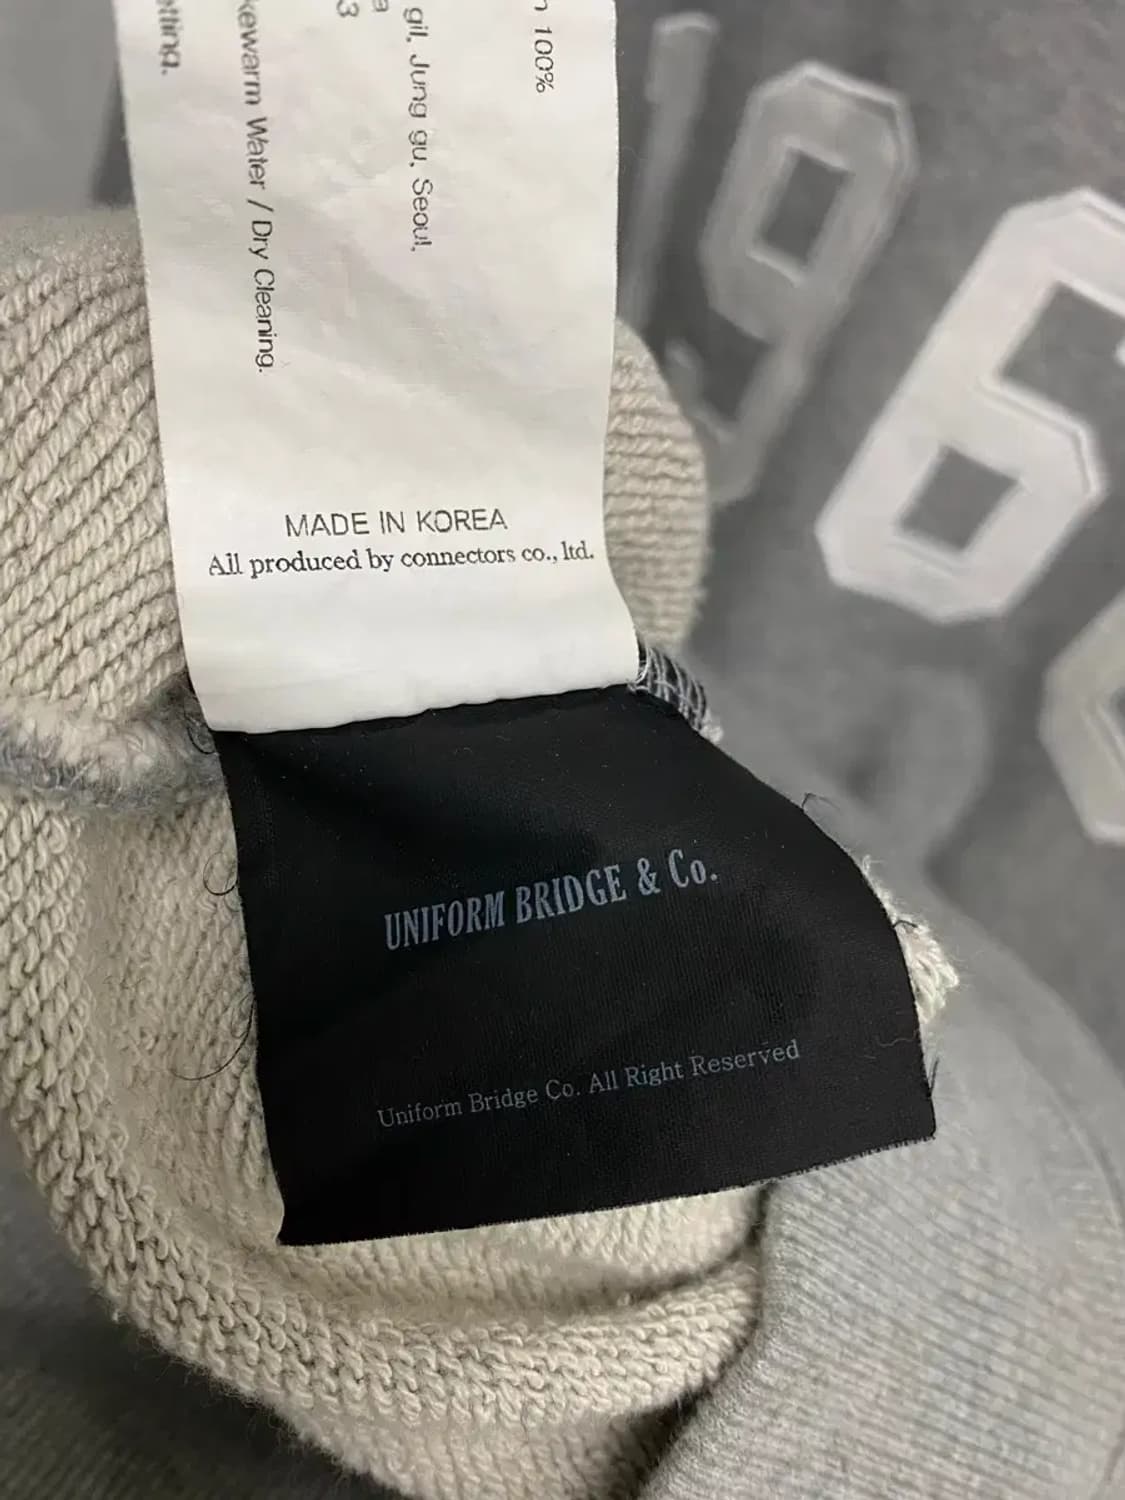 100%
gil, Jung gu, Seoul,
3
Water / Dry Cleaning.
MADE IN KOREA
All produced by connectors co., ltd.
UNIFORM BRIDGE & Co.
Uniform Bridge Co. All Right Reserved
196